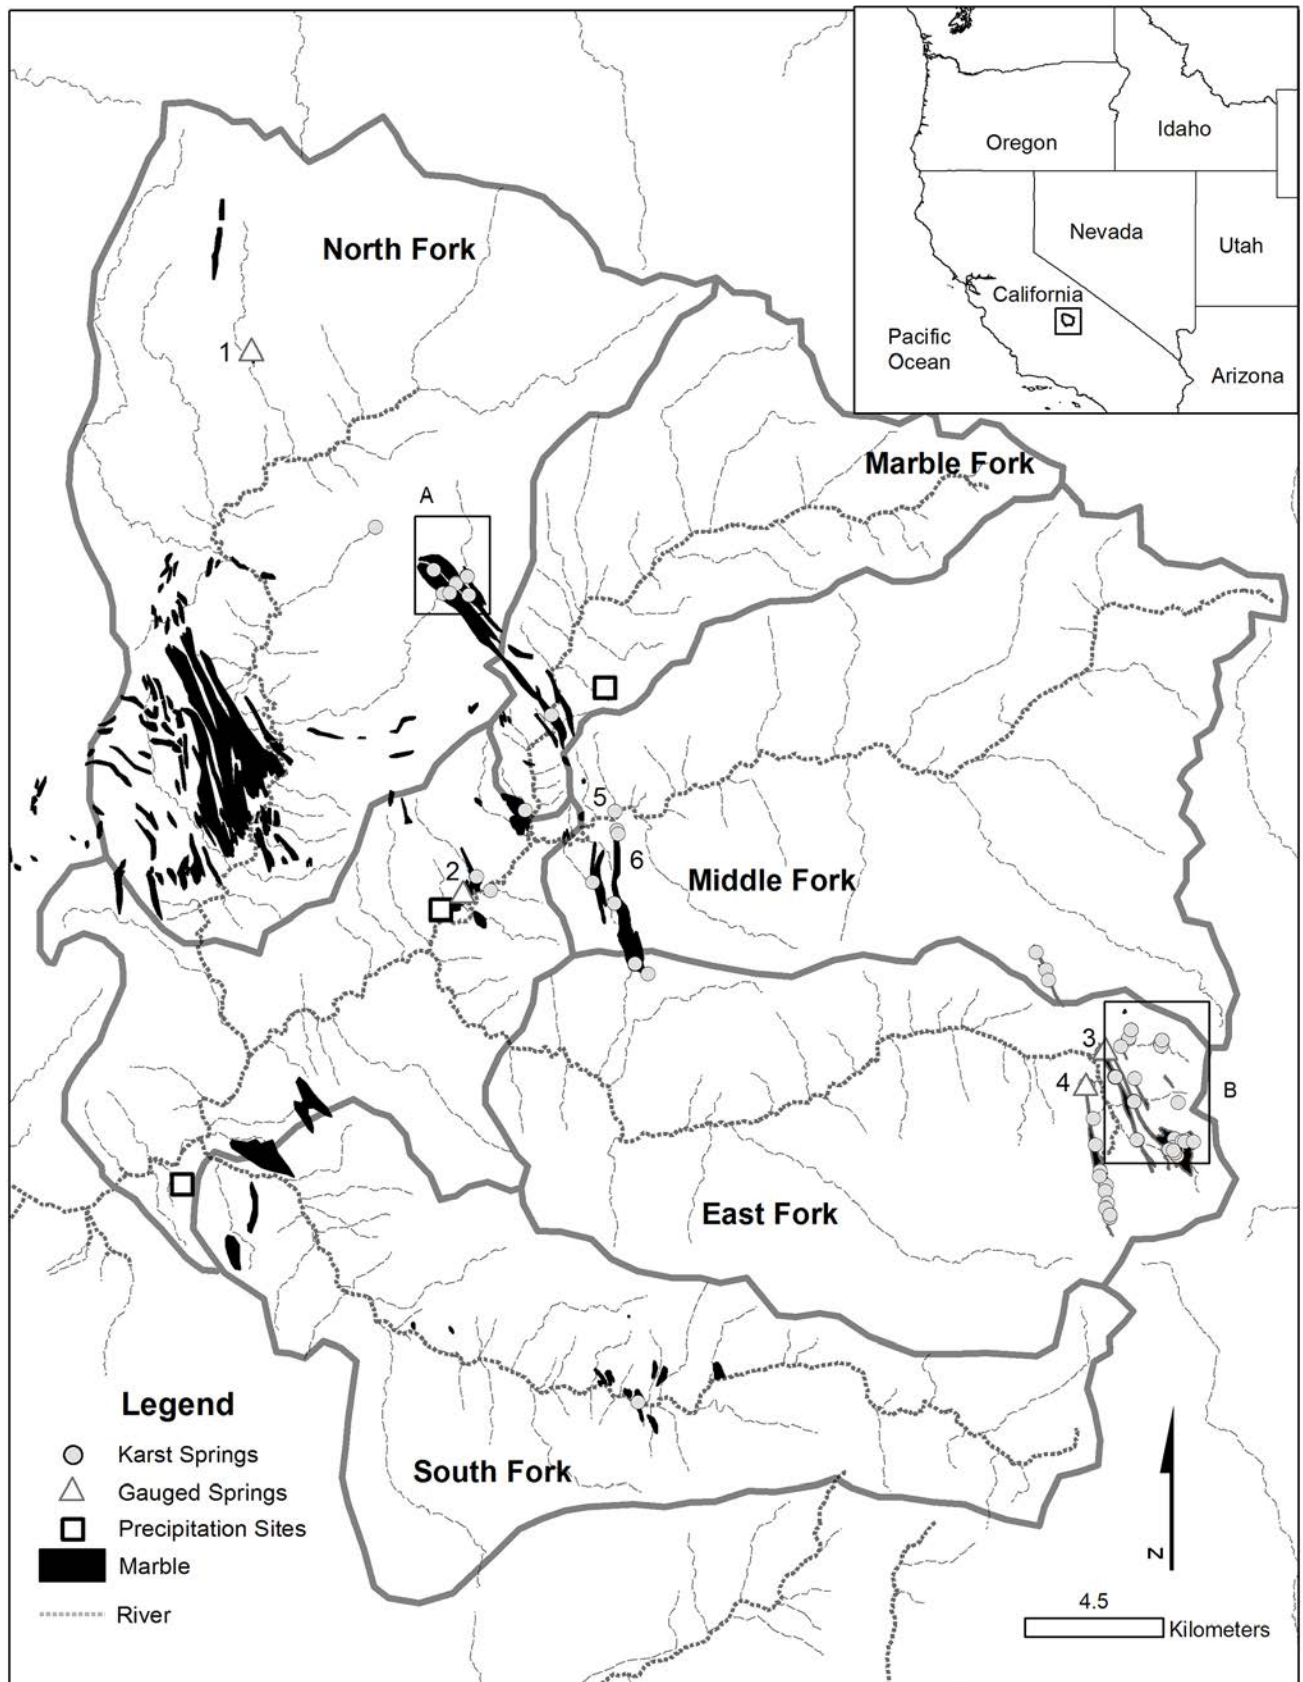 Oregon
Idaho
Nevada
Utah
California
Pacific
Ocean
Arizona
North Fork
1
Marble Fork
A
5
6
2
Middle Fork
3
4
B
East Fork
South Fork
Legend
Karst Springs
Gauged Springs
Precipitation Sites
Marble
River
N
4.5
Kilometers